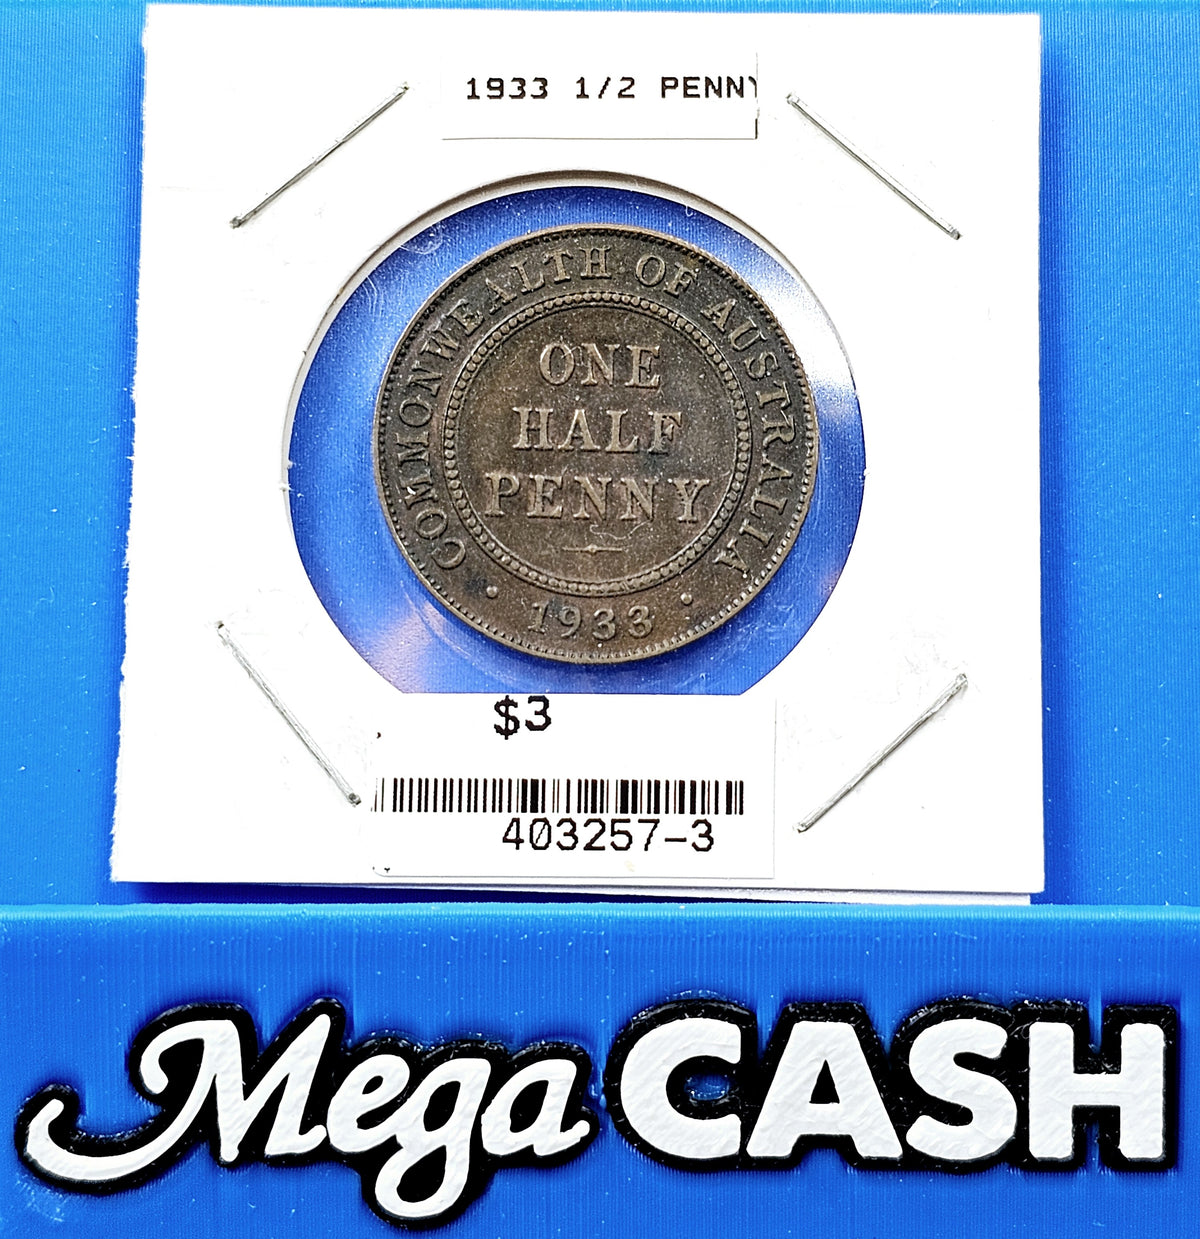 1933 1/2 PENNY
COMMONWEALTH OF AUSTRALIA
ONE
HALF
PENNY
· 1933 ·
$3
403257-3
Mega CASH